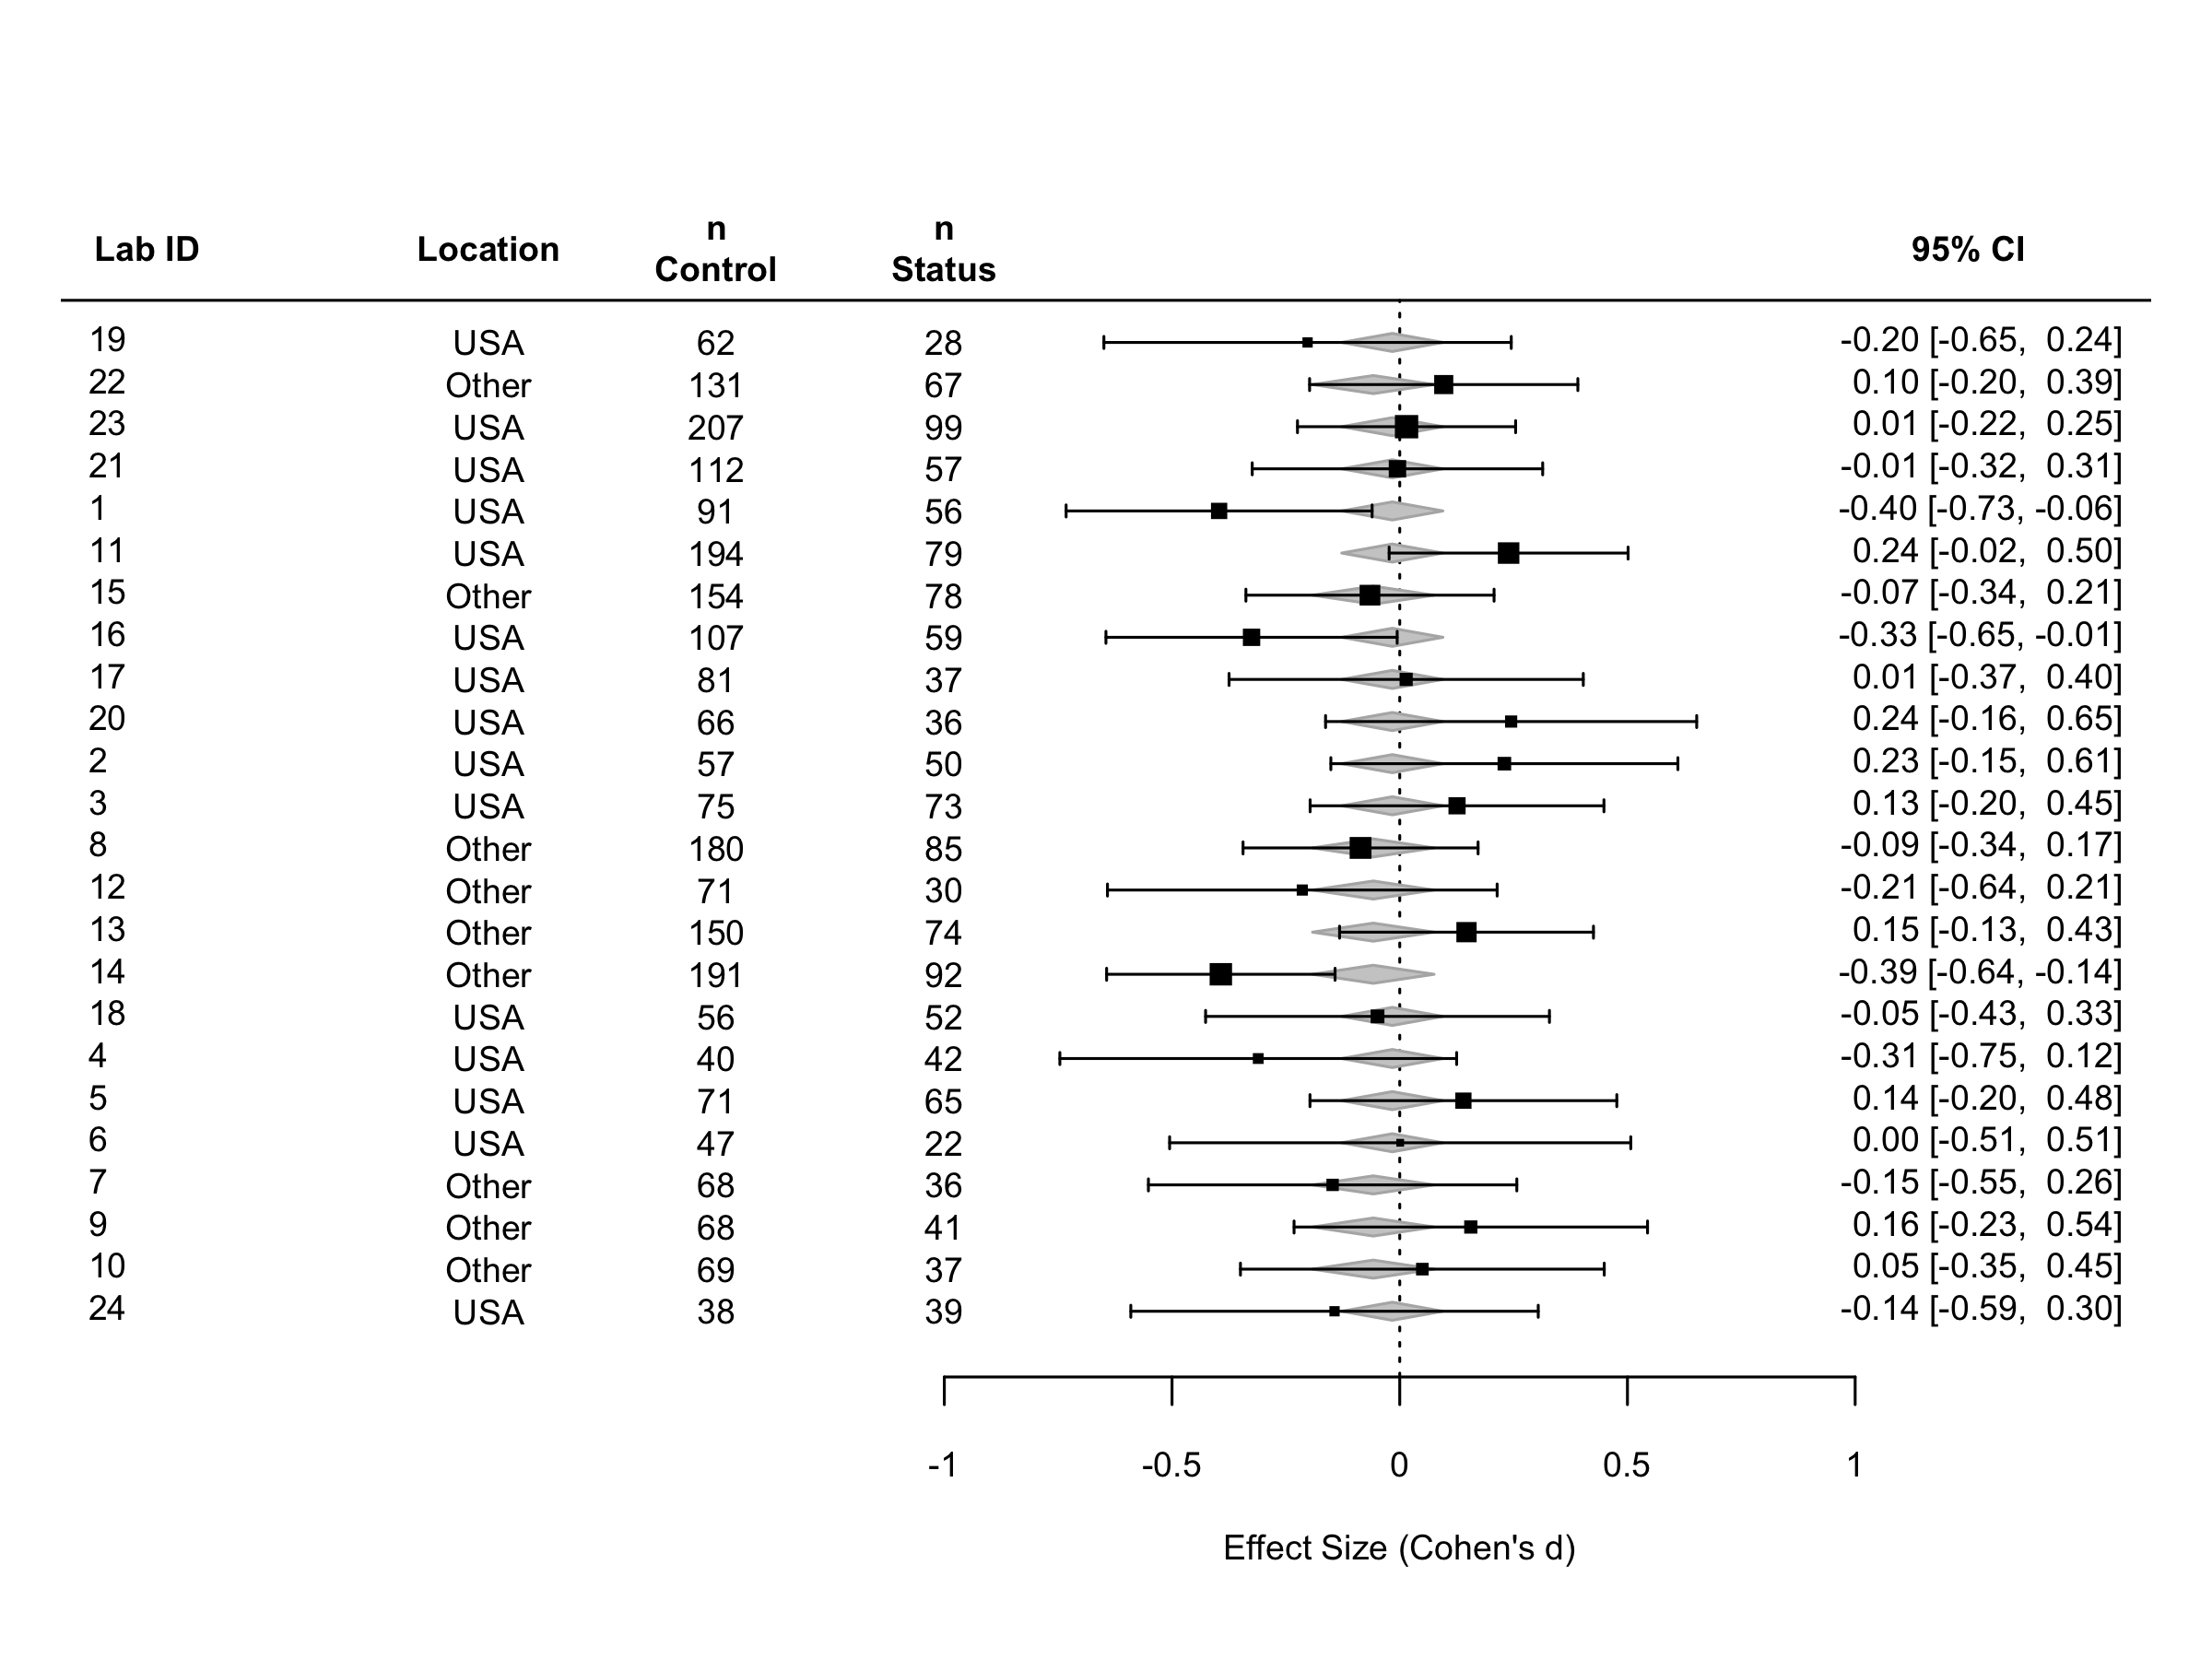 Lab ID Location n Control n Status 95% CI
19 USA 62 28 -0.20 [-0.65, 0.24]
22 Other 131 67 0.10 [-0.20, 0.39]
23 USA 207 99 0.01 [-0.22, 0.25]
21 USA 112 57 -0.01 [-0.32, 0.31]
1 USA 91 56 -0.40 [-0.73, -0.06]
11 USA 194 79 0.24 [-0.02, 0.50]
15 Other 154 78 -0.07 [-0.34, 0.21]
16 USA 107 59 -0.33 [-0.65, -0.01]
17 USA 81 37 0.01 [-0.37, 0.40]
20 USA 66 36 0.24 [-0.16, 0.65]
2 USA 57 50 0.23 [-0.15, 0.61]
3 USA 75 73 0.13 [-0.20, 0.45]
8 Other 180 85 -0.09 [-0.34, 0.17]
12 Other 71 30 -0.21 [-0.64, 0.21]
13 Other 150 74 0.15 [-0.13, 0.43]
14 Other 191 92 -0.39 [-0.64, -0.14]
18 USA 56 52 -0.05 [-0.43, 0.33]
4 USA 40 42 -0.31 [-0.75, 0.12]
5 USA 71 65 0.14 [-0.20, 0.48]
6 USA 47 22 0.00 [-0.51, 0.51]
7 Other 68 36 -0.15 [-0.55, 0.26]
9 Other 68 41 0.16 [-0.23, 0.54]
10 Other 69 37 0.05 [-0.35, 0.45]
24 USA 38 39 -0.14 [-0.59, 0.30]
-1 -0.5 0 0.5 1
Effect Size (Cohen's d)